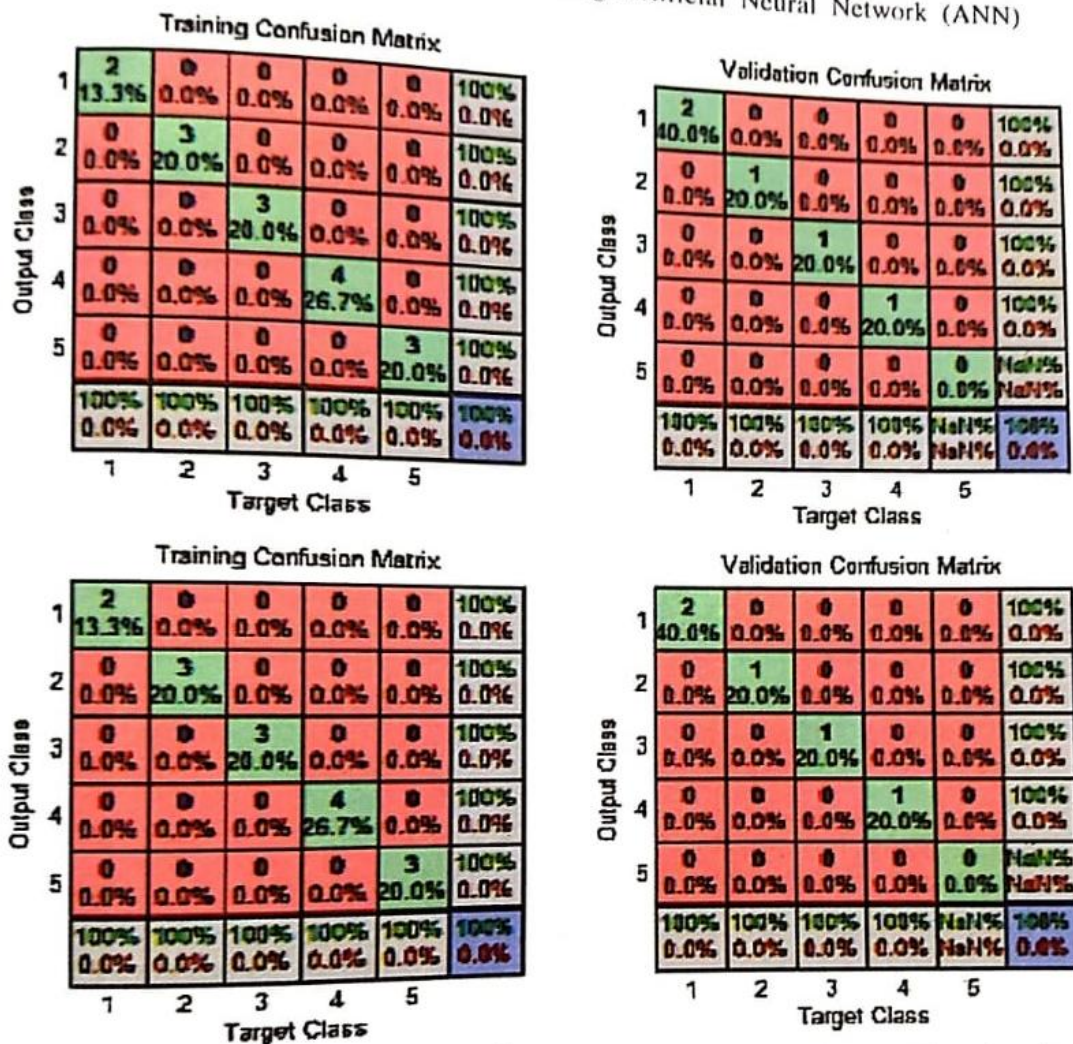 Neural Network (ANN)
Training Confusion Matrix
2 0 0 0 0 100%
1
13.3% 0.0% 0.0% 0.0% 0.0% 0.0%
0 3 0 0 0 100%
2
0.0% 20.0% 0.0% 0.0% 0.0% 0.0%
0 0 3 0 0 100%
3
0.0% 0.0% 20.0% 0.0% 0.0% 0.0%
0 0 0 4 0 100%
4
0.0% 0.0% 0.0% 26.7% 0.0% 0.0%
0 0 0 0 3 100%
5
0.0% 0.0% 0.0% 0.0% 20.0% 0.0%
100% 100% 100% 100% 100% 100%
0.0% 0.0% 0.0% 0.0% 0.0% 0.0%
1 2 3 4 5
Output Class
Target Class
Validation Confusion Matrix
2 0 0 0 0 100%
1
40.0% 0.0% 0.0% 0.0% 0.0% 0.0%
0 1 0 0 0 100%
2
0.0% 20.0% 0.0% 0.0% 0.0% 0.0%
0 0 1 0 0 100%
3
0.0% 0.0% 20.0% 0.0% 0.0% 0.0%
0 0 0 1 0 100%
4
0.0% 0.0% 0.0% 20.0% 0.0% 0.0%
0 0 0 0 0 NaN%
5
0.0% 0.0% 0.0% 0.0% 0.0% NaN%
100% 100% 100% 100% NaN% 100%
0.0% 0.0% 0.0% 0.0% NaN% 0.0%
1 2 3 4 5
Output Class
Target Class
Training Confusion Matrix
2 0 0 0 0 100%
1
13.3% 0.0% 0.0% 0.0% 0.0% 0.0%
0 3 0 0 0 100%
2
0.0% 20.0% 0.0% 0.0% 0.0% 0.0%
0 0 3 0 0 100%
3
0.0% 0.0% 20.0% 0.0% 0.0% 0.0%
0 0 0 4 0 100%
4
0.0% 0.0% 0.0% 26.7% 0.0% 0.0%
0 0 0 0 3 100%
5
0.0% 0.0% 0.0% 0.0% 20.0% 0.0%
100% 100% 100% 100% 100% 100%
0.0% 0.0% 0.0% 0.0% 0.0% 0.0%
1 2 3 4 5
Output Class
Target Class
Validation Confusion Matrix
2 0 0 0 0 100%
1
40.0% 0.0% 0.0% 0.0% 0.0% 0.0%
0 1 0 0 0 100%
2
0.0% 20.0% 0.0% 0.0% 0.0% 0.0%
0 0 1 0 0 100%
3
0.0% 0.0% 20.0% 0.0% 0.0% 0.0%
0 0 0 1 0 100%
4
0.0% 0.0% 0.0% 20.0% 0.0% 0.0%
0 0 0 0 0 NaN%
5
0.0% 0.0% 0.0% 0.0% 0.0% NaN%
100% 100% 100% 100% NaN% 100%
0.0% 0.0% 0.0% 0.0% NaN% 0.0%
1 2 3 4 5
Output Class
Target Class